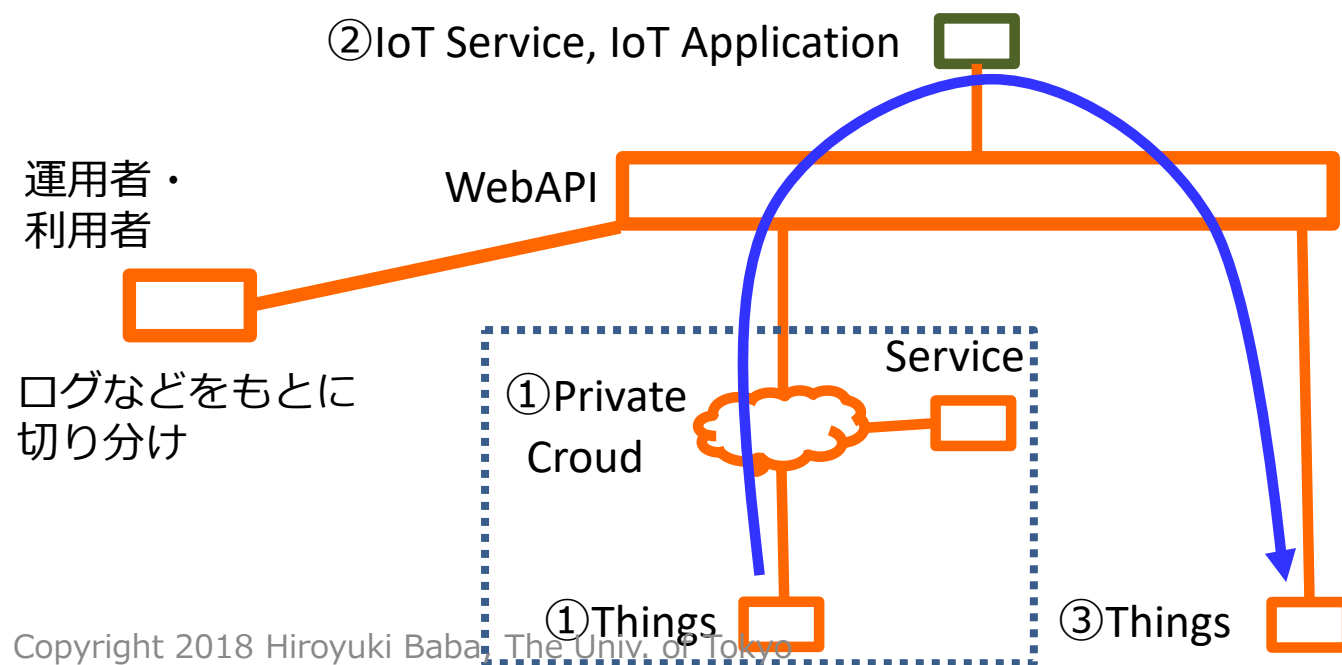 ②IoT Service, IoT Application
運用者・
利用者
WebAPI
ログなどをもとに
切り分け
Service
①Private
Croud
①Things
③Things
Copyright 2018 Hiroyuki Baba, The Univ. of Tokyo